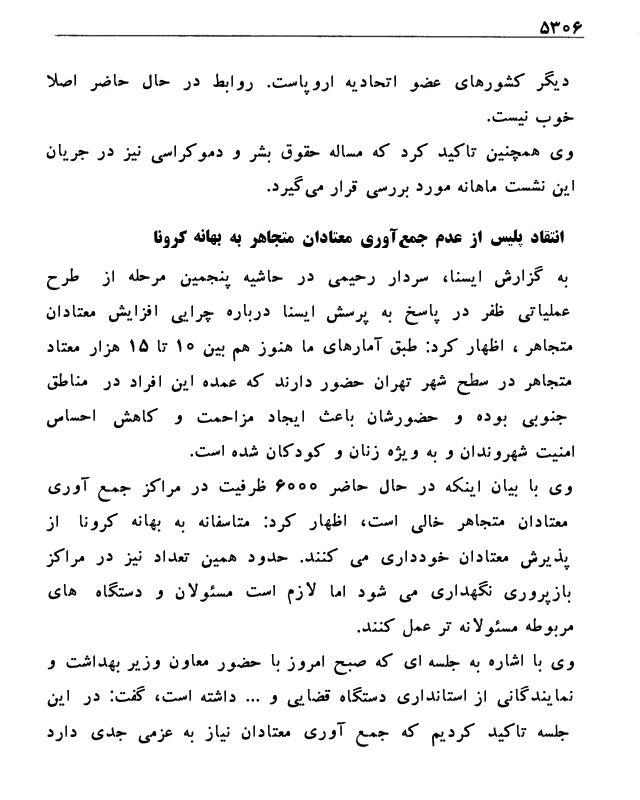 ۵۳۰۶
دیگر کشورهای عضو اتحادیه اروپاست. روابط در حال حاضر اصلا
خوب نیست.
وی همچنین تاکید کرد که مساله حقوق بشر و دموکراسی نیز در جریان
این نشست ماهانه مورد بررسی قرار می‌گیرد.
انتقاد پلیس از عدم جمع‌آوری معتادان متجاهر به بهانه کرونا
به گزارش ایسنا، سردار رحیمی در حاشیه پنجمین مرحله از طرح
عملیاتی ظفر در پاسخ به پرسش ایسنا درباره چرایی افزایش معتادان
متجاهر ، اظهار کرد: طبق آمارهای ما هنوز هم بین ۱۰ تا ۱۵ هزار معتاد
متجاهر در سطح شهر تهران حضور دارند که عمده این افراد در مناطق
جنوبی بوده و حضورشان باعث ایجاد مزاحمت و کاهش احساس
امنیت شهروندان و به ویژه زنان و کودکان شده است.
وی با بیان اینکه در حال حاضر ۶۰۰۰ ظرفیت در مراکز جمع آوری
معتادان متجاهر خالی است، اظهار کرد: متاسفانه به بهانه کرونا از
پذیرش معتادان خودداری می کنند. حدود همین تعداد نیز در مراکز
بازپروری نگهداری می شود اما لازم است مسئولان و دستگاه های
مربوطه مسئولانه تر عمل کنند.
وی با اشاره به جلسه ای که صبح امروز با حضور معاون وزیر بهداشت و
نمایندگانی از استانداری دستگاه قضایی و ... داشته است، گفت: در این
جلسه تاکید کردیم که جمع آوری معتادان نیاز به عزمی جدی دارد